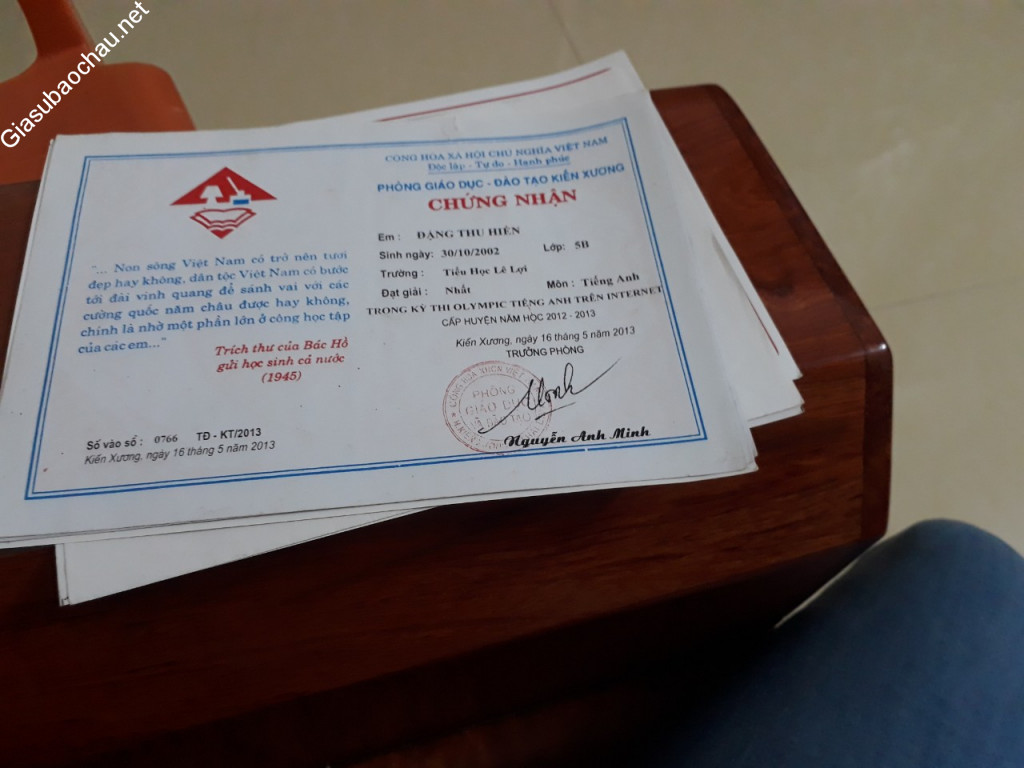 Giasubaochau.net
"... Non sông Việt Nam có trở nên tươi
đẹp hay không, dân tộc Việt Nam có bước
tới đài vinh quang để sánh vai với các
cường quốc năm châu được hay không,
chính là nhờ một phần lớn ở công học tập
của các em..."
Trích thư của Bác Hồ
gửi học sinh cả nước
(1945)
Số vào sổ : 0766 TĐ - KT/2013
Kiến Xương, ngày 16 tháng 5 năm 2013
CỘNG HÒA XÃ HỘI CHỦ NGHĨA VIỆT NAM
Độc lập - Tự do - Hạnh phúc
PHÒNG GIÁO DỤC - ĐÀO TẠO KIẾN XƯƠNG
CHỨNG NHẬN
Em : ĐẶNG THU HIÊN
Sinh ngày: 30/10/2002 Lớp: 5B
Trường : Tiểu Học Lê Lợi
Đạt giải : Nhất Môn : Tiếng Anh
TRONG KỲ THI OLYMPIC TIẾNG ANH TRÊN INTERNET
CẤP HUYỆN NĂM HỌC 2012 - 2013
Kiến Xương, ngày 16 tháng 5 năm 2013
TRƯỞNG PHÒNG
PHÒNG
GIÁO DỤC
VÀ ĐÀO TẠO
Nguyễn Anh Minh